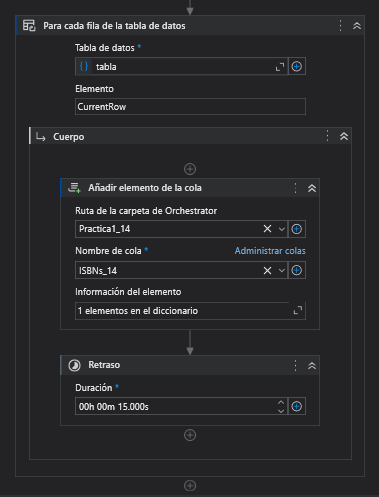 Para cada fila de la tabla de datos
Tabla de datos *
tabla
Elemento
CurrentRow
Cuerpo
Añadir elemento de la cola
Ruta de la carpeta de Orchestrator
Practica1_14
Nombre de cola * Administrar colas
ISBNs_14
Información del elemento
1 elementos en el diccionario
Retraso
Duración *
00h 00m 15.000s